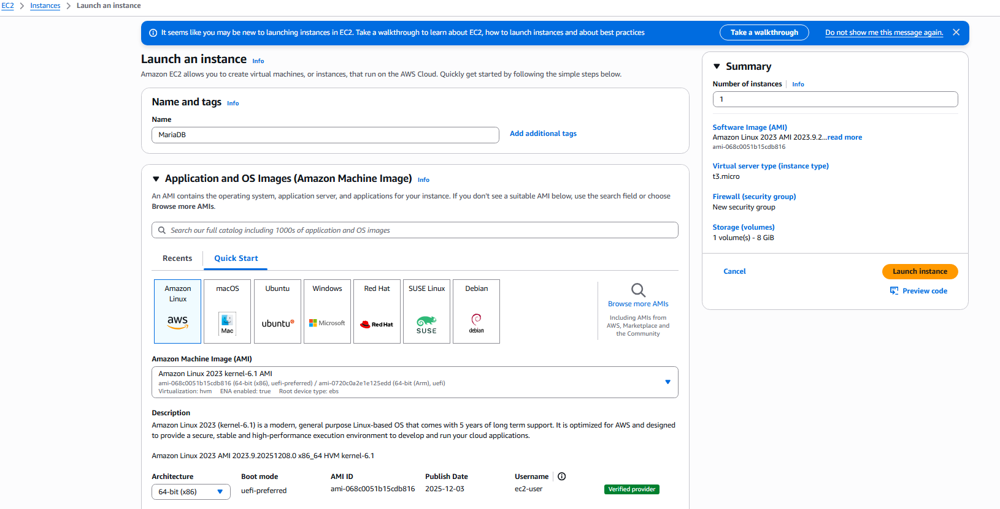 EC2 > Instances > Launch an instance
It seems like you may be new to launching instances in EC2. Take a walkthrough to learn about EC2, how to launch instances and about best practices
Take a walkthrough
Do not show me this message again.
Launch an instance Info
Amazon EC2 allows you to create virtual machines, or instances, that run on the AWS Cloud. Quickly get started by following the simple steps below.
Name and tags Info
Name
MariaDB
Add additional tags
Application and OS Images (Amazon Machine Image) Info
An AMI contains the operating system, application server, and applications for your instance. If you don't see a suitable AMI below, use the search field or choose
Browse more AMIs.
Search our full catalog including 1000s of application and OS images
Recents
Quick Start
Amazon
Linux
aws
macOS
Mac
Ubuntu
ubuntu
Windows
Microsoft
Red Hat
Red Hat
SUSE Linux
SUSE
Debian
debian
Browse more AMIs
Including AMIs from
AWS, Marketplace and
the Community
Amazon Machine Image (AMI)
Amazon Linux 2023 kernel-6.1 AMI
ami-068c0051b15cdb816 (64-bit (x86), uefi-preferred) / ami-0720c0a2e1e125edd (64-bit (Arm), uefi)
Virtualization: hvm ENA enabled: true Root device type: ebs
Description
Amazon Linux 2023 (kernel-6.1) is a modern, general purpose Linux-based OS that comes with 5 years of long term support. It is optimized for AWS and designed
to provide a secure, stable and high-performance execution environment to develop and run your cloud applications.
Amazon Linux 2023 AMI 2023.9.20251208.0 x86_64 HVM kernel-6.1
Architecture
64-bit (x86)
Boot mode
uefi-preferred
AMI ID
ami-068c0051b15cdb816
Publish Date
2025-12-03
Username
ec2-user
Verified provider
Summary
Number of instances Info
1
Software Image (AMI)
Amazon Linux 2023 AMI 2023.9.2...read more
ami-068c0051b15cdb816
Virtual server type (instance type)
t3.micro
Firewall (security group)
New security group
Storage (volumes)
1 volume(s) - 8 GiB
Cancel
Launch instance
Preview code